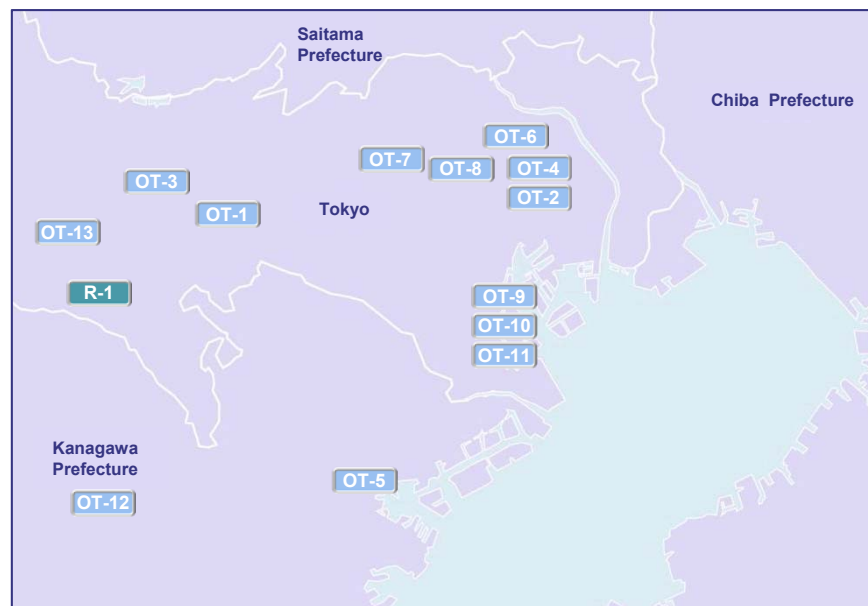 Saitama
Prefecture
Chiba Prefecture
OT-6
OT-7
OT-8
OT-4
OT-3
OT-2
OT-1
Tokyo
OT-13
R-1
OT-9
OT-10
OT-11
Kanagawa
Prefecture
OT-5
OT-12